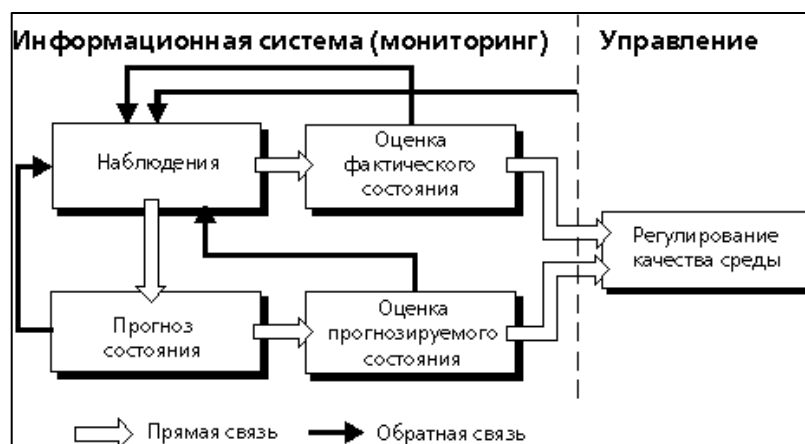 Информационная система (мониторинг)
Управление
Наблюдения
Оценка
фактического
состояния
Регулирование
качества среды
Прогноз
состояния
Оценка
прогнозируемого
состояния
Прямая связь
Обратная связь